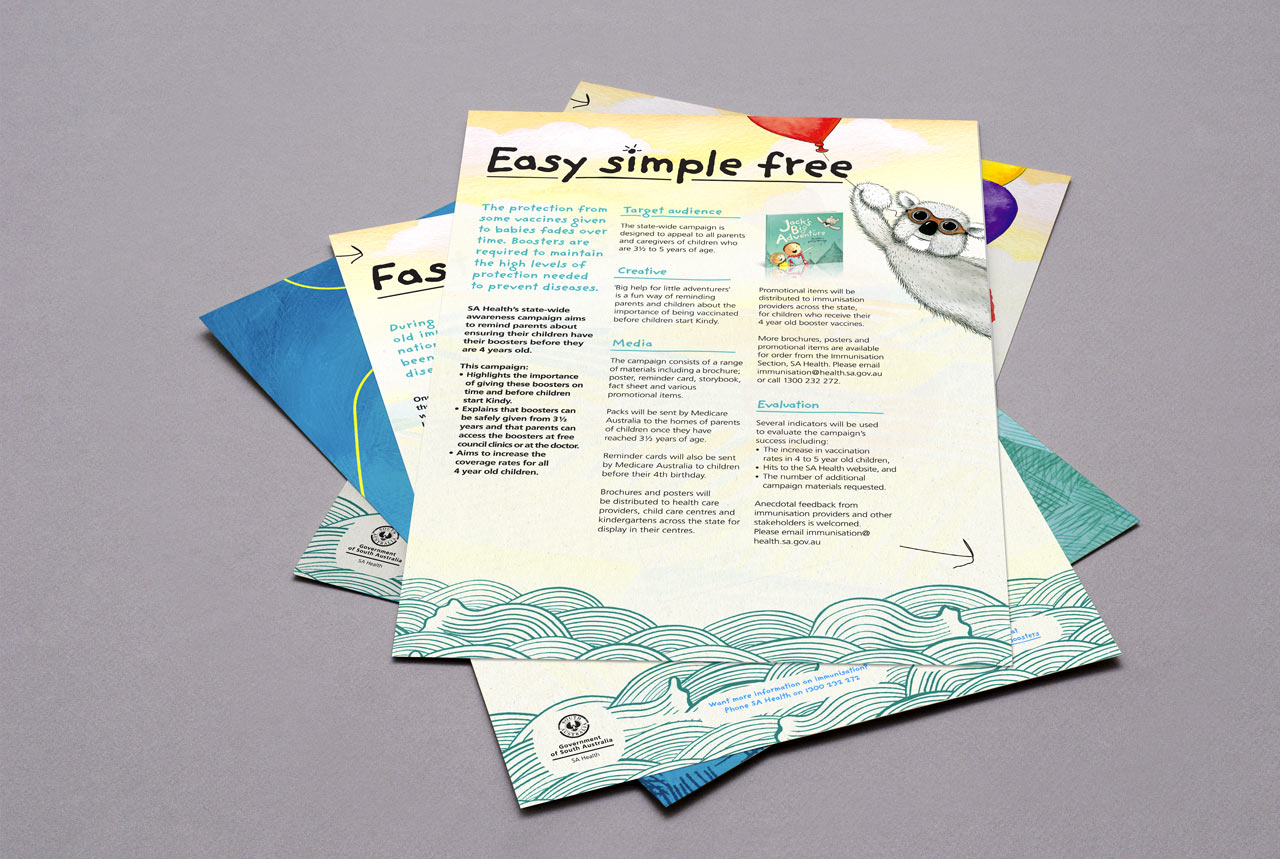 Easy simple free
The protection from
some vaccines given
to babies fades over
time. Boosters are
required to maintain
the high levels of
protection needed
to prevent diseases.
SA Health's state-wide
awareness campaign aims
to remind parents about
ensuring their children have
their boosters before they
are 4 years old.
This campaign:
• Highlights the importance
of giving these boosters on
time and before children
start Kindy.
• Explains that boosters can
be safely given from 3½
years and that parents can
access the boosters at free
council clinics or at the doctor.
• Aims to increase the
coverage rates for all
4 year old children.
Target audience
The state-wide campaign is
designed to appeal to all parents
and caregivers of children who
are 3½ to 5 years of age.
Creative
'Big help for little adventurers'
is a fun way of reminding
parents and children about the
importance of being vaccinated
before children start Kindy.
Media
The campaign consists of a range
of materials including a brochure;
poster, reminder card, storybook,
fact sheet and various
promotional items.
Packs will be sent by Medicare
Australia to the homes of parents
of children once they have
reached 3½ years of age.
Reminder cards will also be sent
by Medicare Australia to children
before their 4th birthday.
Brochures and posters will
be distributed to health care
providers, child care centres and
kindergartens across the state for
display in their centres.
Jack's
Big
Adventure
Promotional items will be
distributed to immunisation
providers across the state,
for children who receive their
4 year old booster vaccines.
More brochures, posters and
promotional items are available
for order from the Immunisation
Section, SA Health. Please email
immunisation@health.sa.gov.au
or call 1300 232 272.
Evaluation
Several indicators will be used
to evaluate the campaign's
success including:
• The increase in vaccination
rates in 4 to 5 year old children,
• Hits to the SA Health website, and
• The number of additional
campaign materials requested.
Anecdotal feedback from
immunisation providers and other
stakeholders is welcomed.
Please email immunisation@
health.sa.gov.au
Fas
During
old im
nation
been
dise
Government
of South Australia
SA Health
Want more information on immunisation?
Phone SA Health on 1300 232 272
SOUTH
AUSTRALIA
Government
of South Australia
SA Health